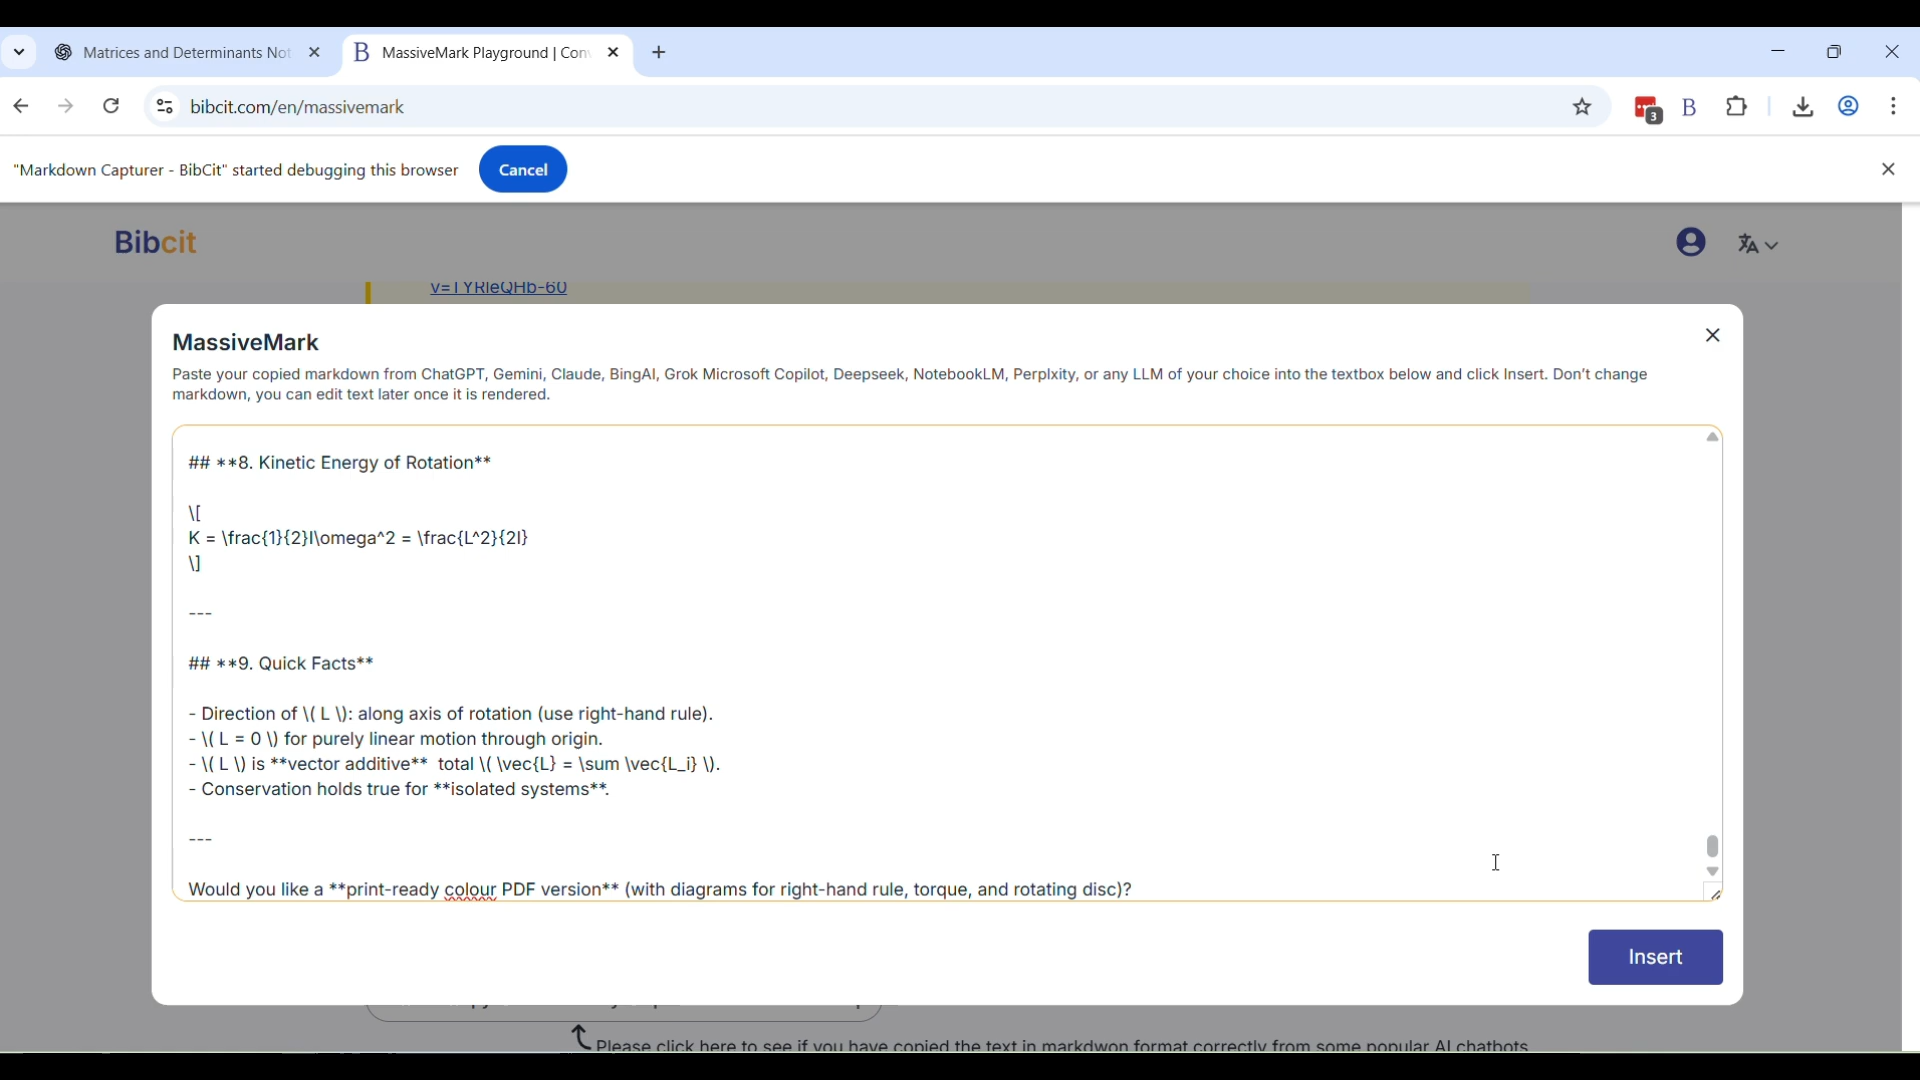 Matrices and Determinants Not
MassiveMark Playground | Con
bibcit.com/en/massivemark
3
B
"Markdown Capturer - BibCit" started debugging this browser
Cancel
Bibcit
v=TYRleQHb-60
MassiveMark
Paste your copied markdown from ChatGPT, Gemini, Claude, BingAI, Grok Microsoft Copilot, Deepseek, NotebookLM, Perplxity, or any LLM of your choice into the textbox below and click Insert. Don't change
markdown, you can edit text later once it is rendered.
## **8. Kinetic Energy of Rotation**
\[
K = \frac{1}{2}I\omega^2 = \frac{L^2}{2I}
\]
---
## **9. Quick Facts**
- Direction of \( L \): along axis of rotation (use right-hand rule).
- \( L = 0 \) for purely linear motion through origin.
- \( L \) is **vector additive**  total \( \vec{L} = \sum \vec{L_i} \).
- Conservation holds true for **isolated systems**.
---
Would you like a **print-ready colour PDF version** (with diagrams for right-hand rule, torque, and rotating disc)?
Insert
Please click here to see if you have copied the text in markdwon format correctly from some popular AI chatbots